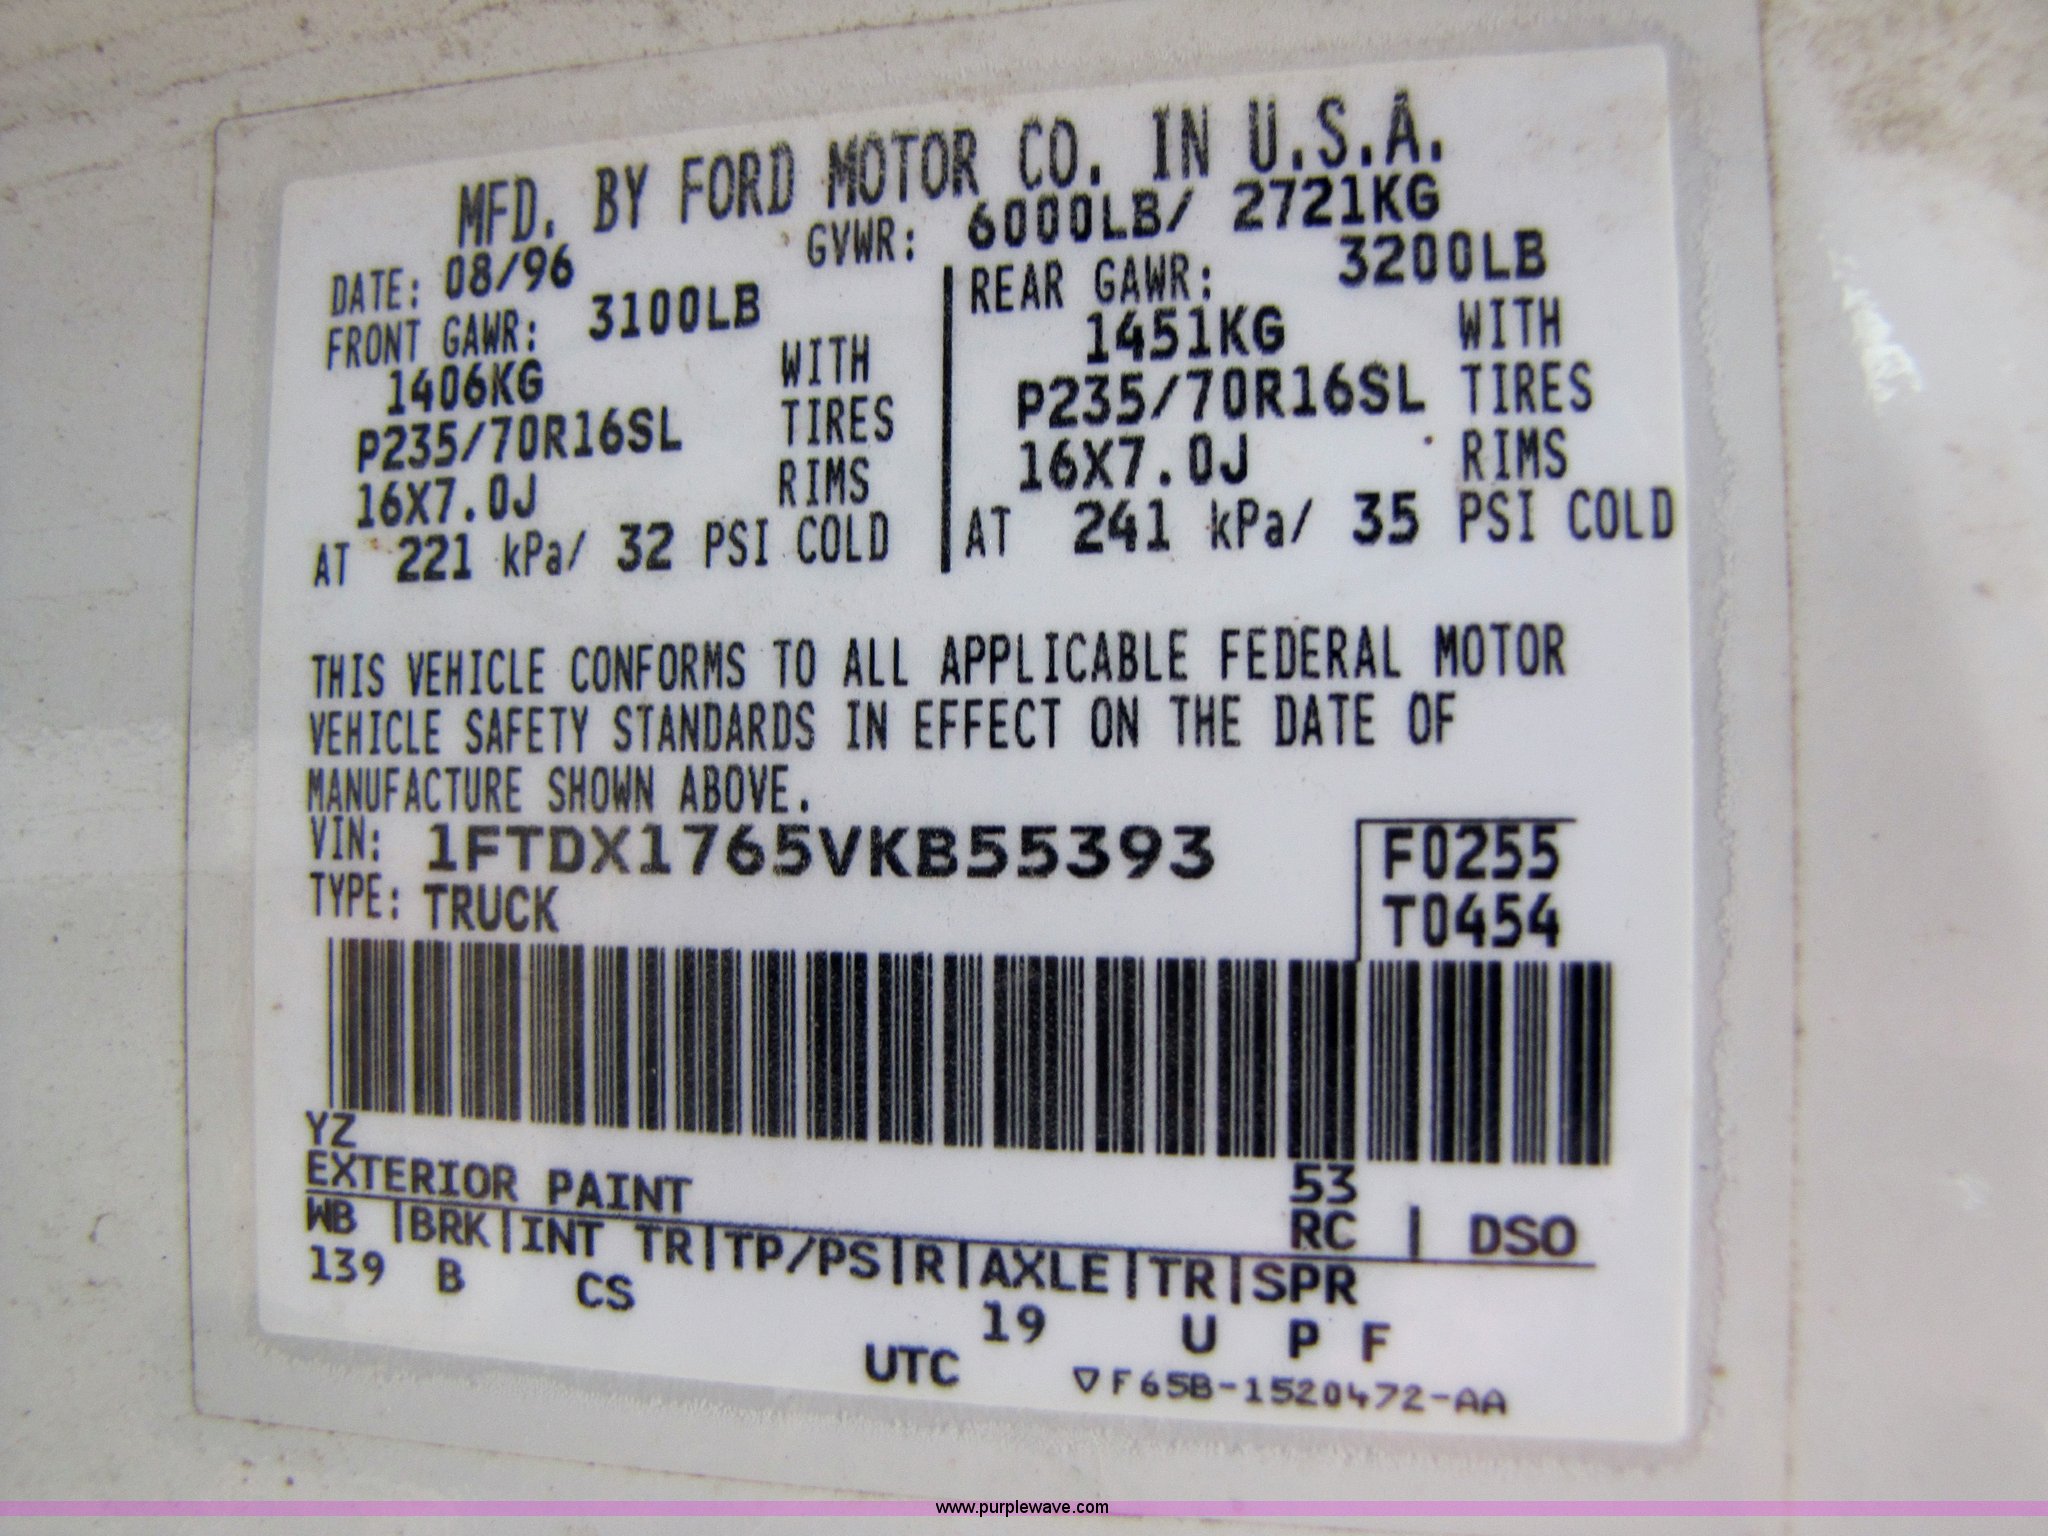 MFD. BY FORD MOTOR CO. IN U.S.A.
DATE: 08/96 GVWR: 6000LB/ 2721KG
FRONT GAWR: 3100LB
1406KG WITH
P235/70R16SL TIRES
16X7.0J RIMS
AT 221 kPa/ 32 PSI COLD
REAR GAWR: 3200LB
1451KG WITH
P235/70R16SL TIRES
16X7.0J RIMS
AT 241 kPa/ 35 PSI COLD
THIS VEHICLE CONFORMS TO ALL APPLICABLE FEDERAL MOTOR
VEHICLE SAFETY STANDARDS IN EFFECT ON THE DATE OF
MANUFACTURE SHOWN ABOVE.
VIN: 1FTDX1765VKB55393
TYPE: TRUCK
F0255
T0454
YZ
EXTERIOR PAINT
53
RC | DSO
WB |BRK|INT TR|TP/PS|R|AXLE|TR|SPR
139 B CS 19 U P F
UTC ▽F65B-1520472-AA
www.purplewave.com